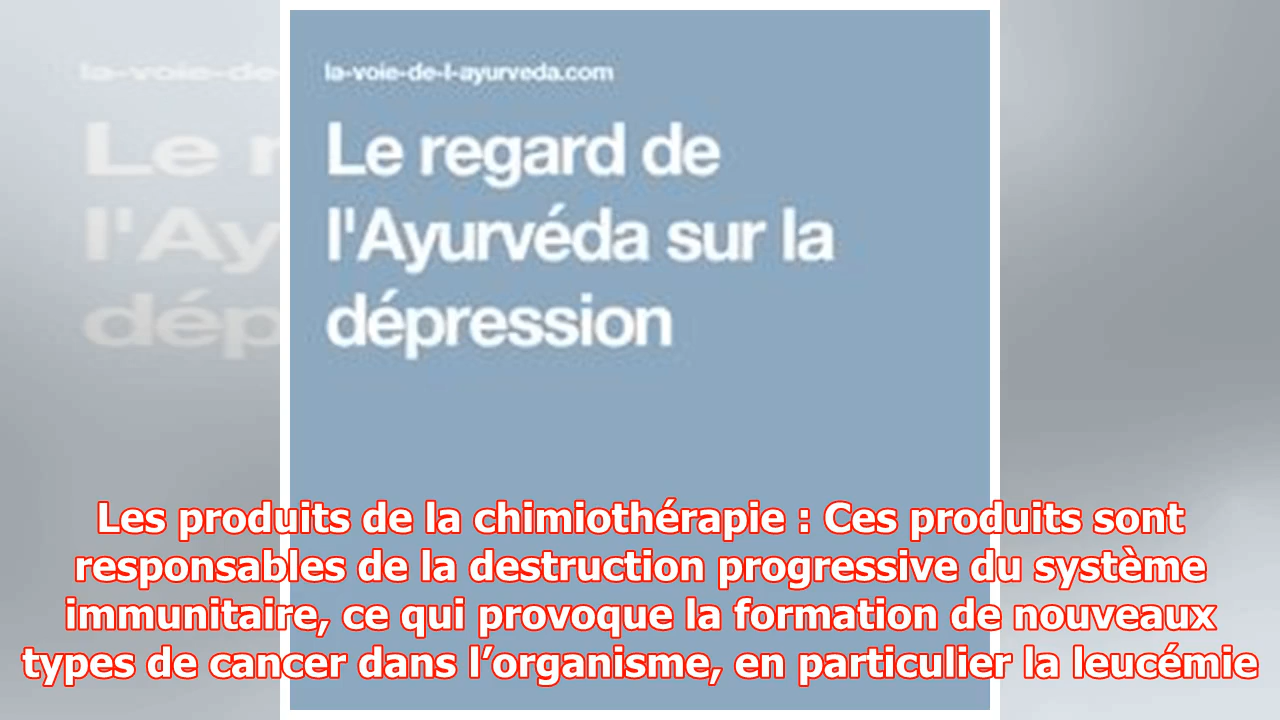 la-voie-de-l-ayurveda.com
Le regard de
l'Ayurvéda sur la
dépression
Les produits de la chimiothérapie : Ces produits sont
responsables de la destruction progressive du système
immunitaire, ce qui provoque la formation de nouveaux
types de cancer dans l’organisme, en particulier la leucémie